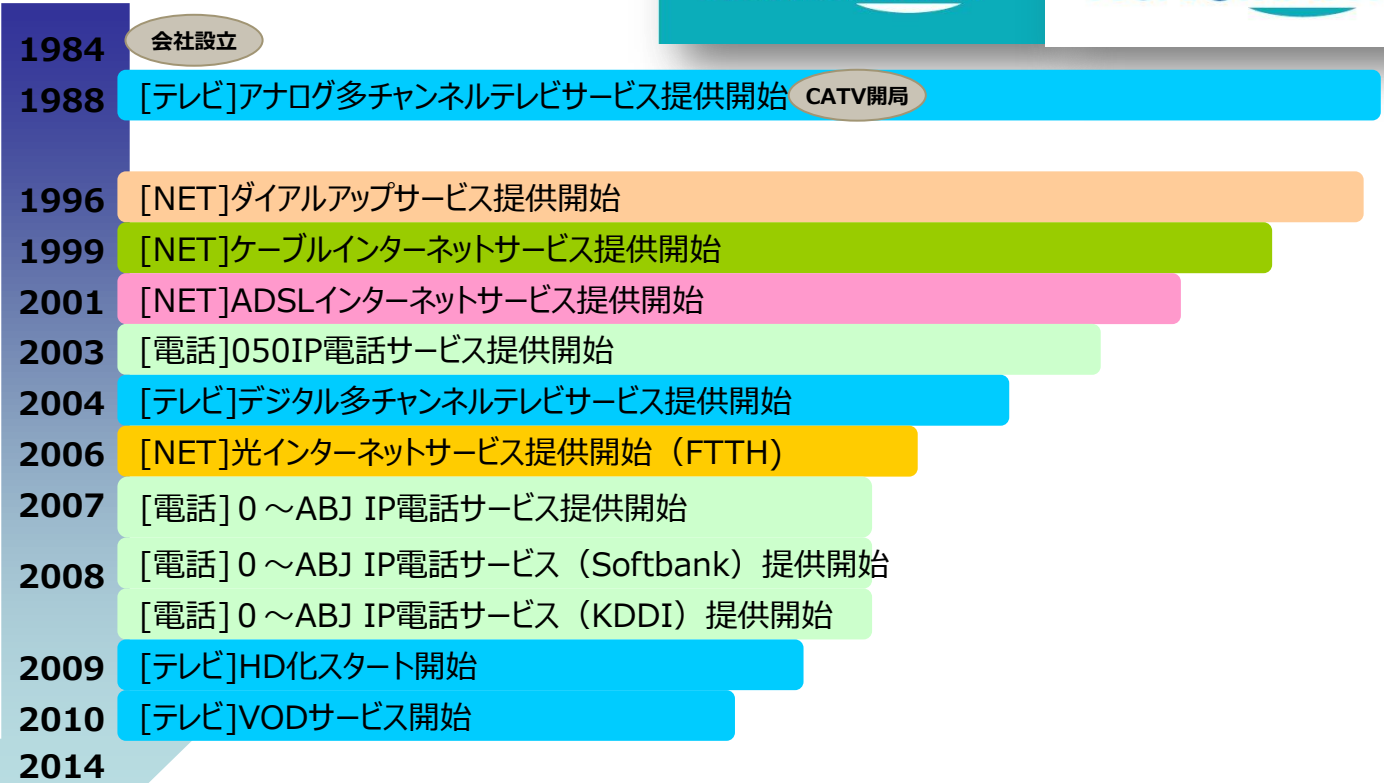 1984 会社設立
1988 [テレビ]アナログ多チャンネルテレビサービス提供開始 CATV開局
1996 [NET]ダイアルアップサービス提供開始
1999 [NET]ケーブルインターネットサービス提供開始
2001 [NET]ADSLインターネットサービス提供開始
2003 [電話]050IP電話サービス提供開始
2004 [テレビ]デジタル多チャンネルテレビサービス提供開始
2006 [NET]光インターネットサービス提供開始（FTTH)
2007 [電話]０～ABJ IP電話サービス提供開始
2008 [電話]０～ABJ IP電話サービス（Softbank）提供開始
[電話]０～ABJ IP電話サービス（KDDI）提供開始
2009 [テレビ]HD化スタート開始
2010 [テレビ]VODサービス開始
2014